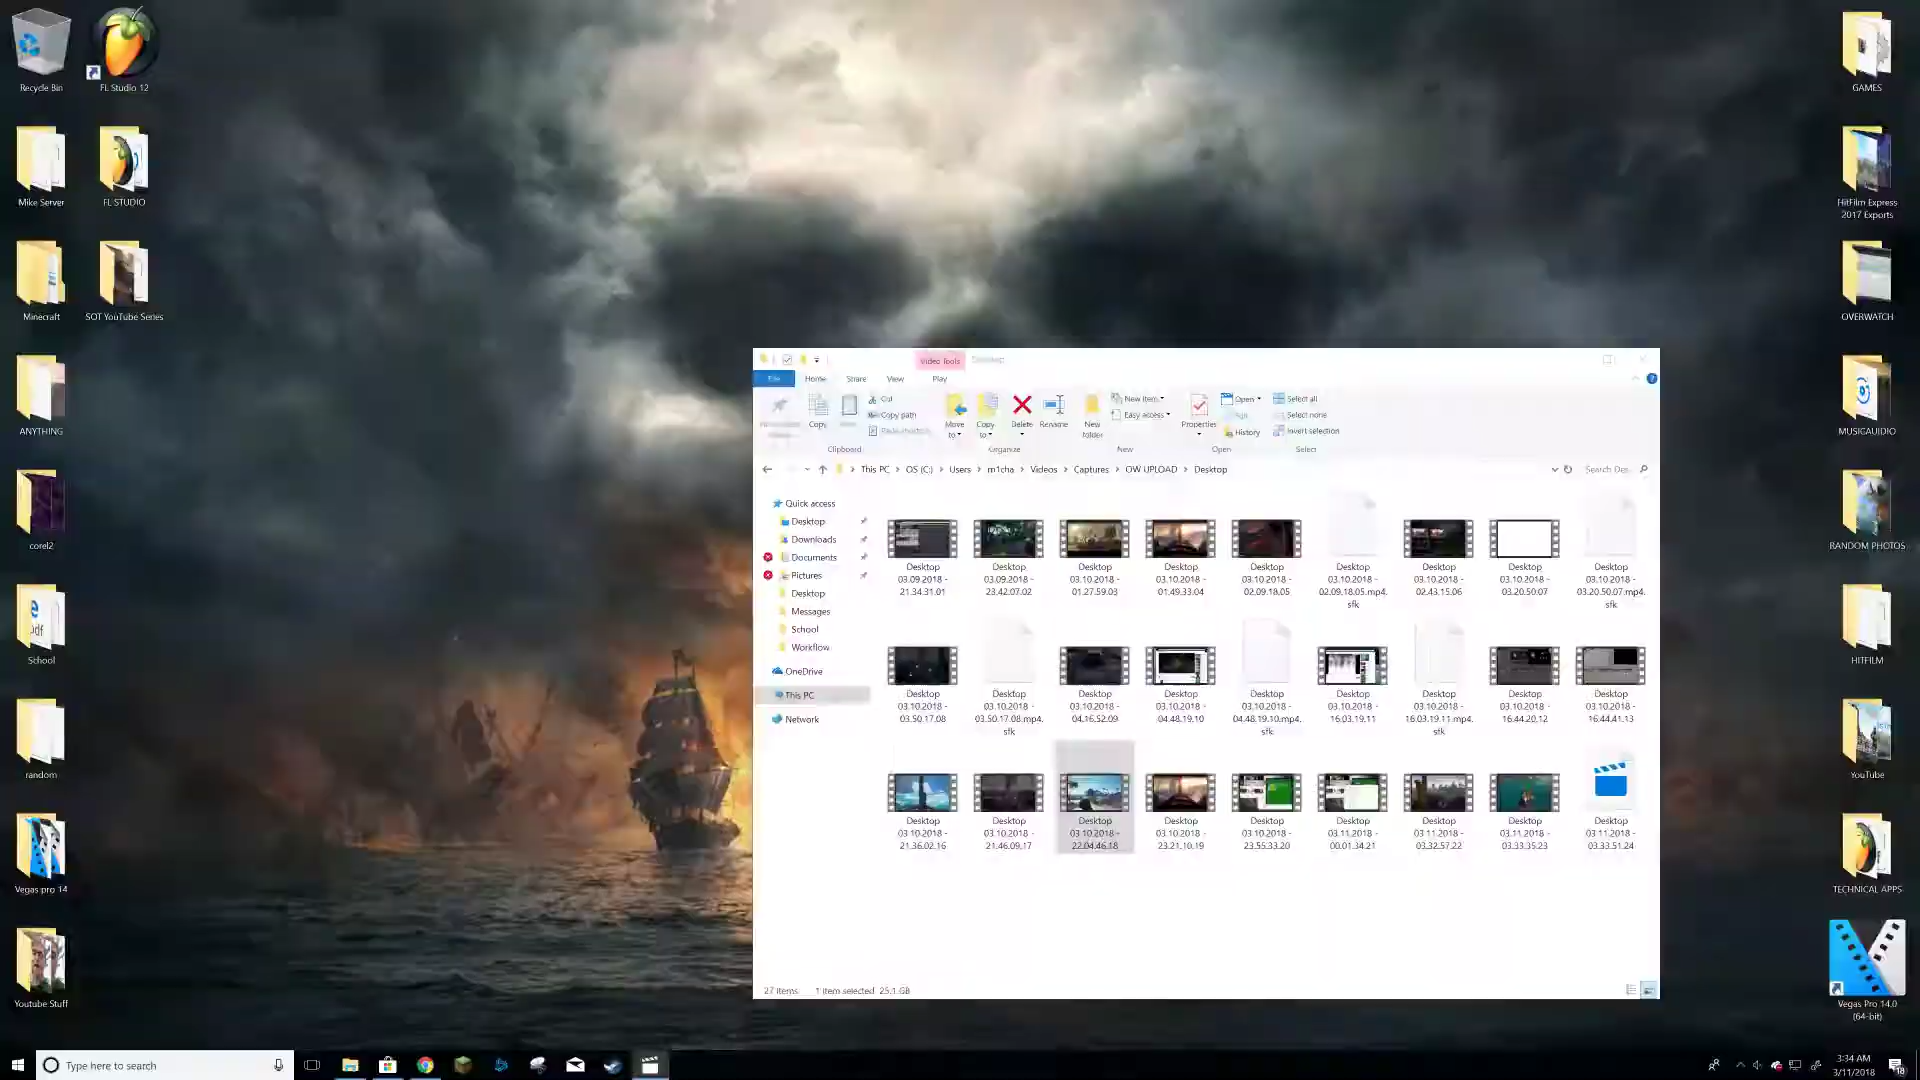 Recycle Bin
FL Studio 12
Mike Server
FL STUDIO
Minecraft
SOT YouTube Series
ANYTHING
corel2
School
random
Vegas pro 14
Youtube Stuff
GAMES
HitFilm Express
2017 Exports
OVERWATCH
MUSICAUDIO
RANDOM PHOTOS
HITFILM
YouTube
TECHNICAL APPS
Vegas Pro 14.0
(64-bit)
Video Tools
Desktop
File
Home
Share
View
Play
Copy
Cut
Copy path
Paste shortcut
Clipboard
Move
to
Copy
to
Delete
Rename
Organize
New
folder
New item
Easy access
New
Properties
Open
History
Open
Select all
Select none
Invert selection
Select
This PC > OS (C:) > Users > m1cha > Videos > Captures > OW UPLOAD > Desktop
Search Des...
Quick access
Desktop
Downloads
Documents
Pictures
Desktop
Messages
School
Workflow
OneDrive
This PC
Network
Desktop
03.09.2018 -
21.34.31.01
Desktop
03.09.2018 -
23.42.07.02
Desktop
03.10.2018 -
01.27.59.03
Desktop
03.10.2018 -
01.49.33.04
Desktop
03.10.2018 -
02.09.18.05
Desktop
03.10.2018 -
02.09.18.05.mp4.
sfk
Desktop
03.10.2018 -
02.43.15.06
Desktop
03.10.2018 -
03.20.50.07
Desktop
03.10.2018 -
03.20.50.07.mp4.
sfk
Desktop
03.10.2018 -
03.50.17.08
Desktop
03.10.2018 -
03.50.17.08.mp4.
sfk
Desktop
03.10.2018 -
04.16.52.09
Desktop
03.10.2018 -
04.48.19.10
Desktop
03.10.2018 -
04.48.19.10.mp4.
sfk
Desktop
03.10.2018 -
16.03.19.11
Desktop
03.10.2018 -
16.03.19.11.mp4.
sfk
Desktop
03.10.2018 -
16.44.20.12
Desktop
03.10.2018 -
16.44.41.13
Desktop
03.10.2018 -
21.36.02.16
Desktop
03.10.2018 -
21.46.09.17
Desktop
03.10.2018 -
22.04.46.18
Desktop
03.10.2018 -
23.21.10.19
Desktop
03.10.2018 -
23.55.33.20
Desktop
03.11.2018 -
00.01.34.21
Desktop
03.11.2018 -
03.32.57.22
Desktop
03.11.2018 -
03.33.35.23
Desktop
03.11.2018 -
03.33.51.24
27 items
1 item selected 25.1 GB
Type here to search
3:34 AM
3/11/2018
18